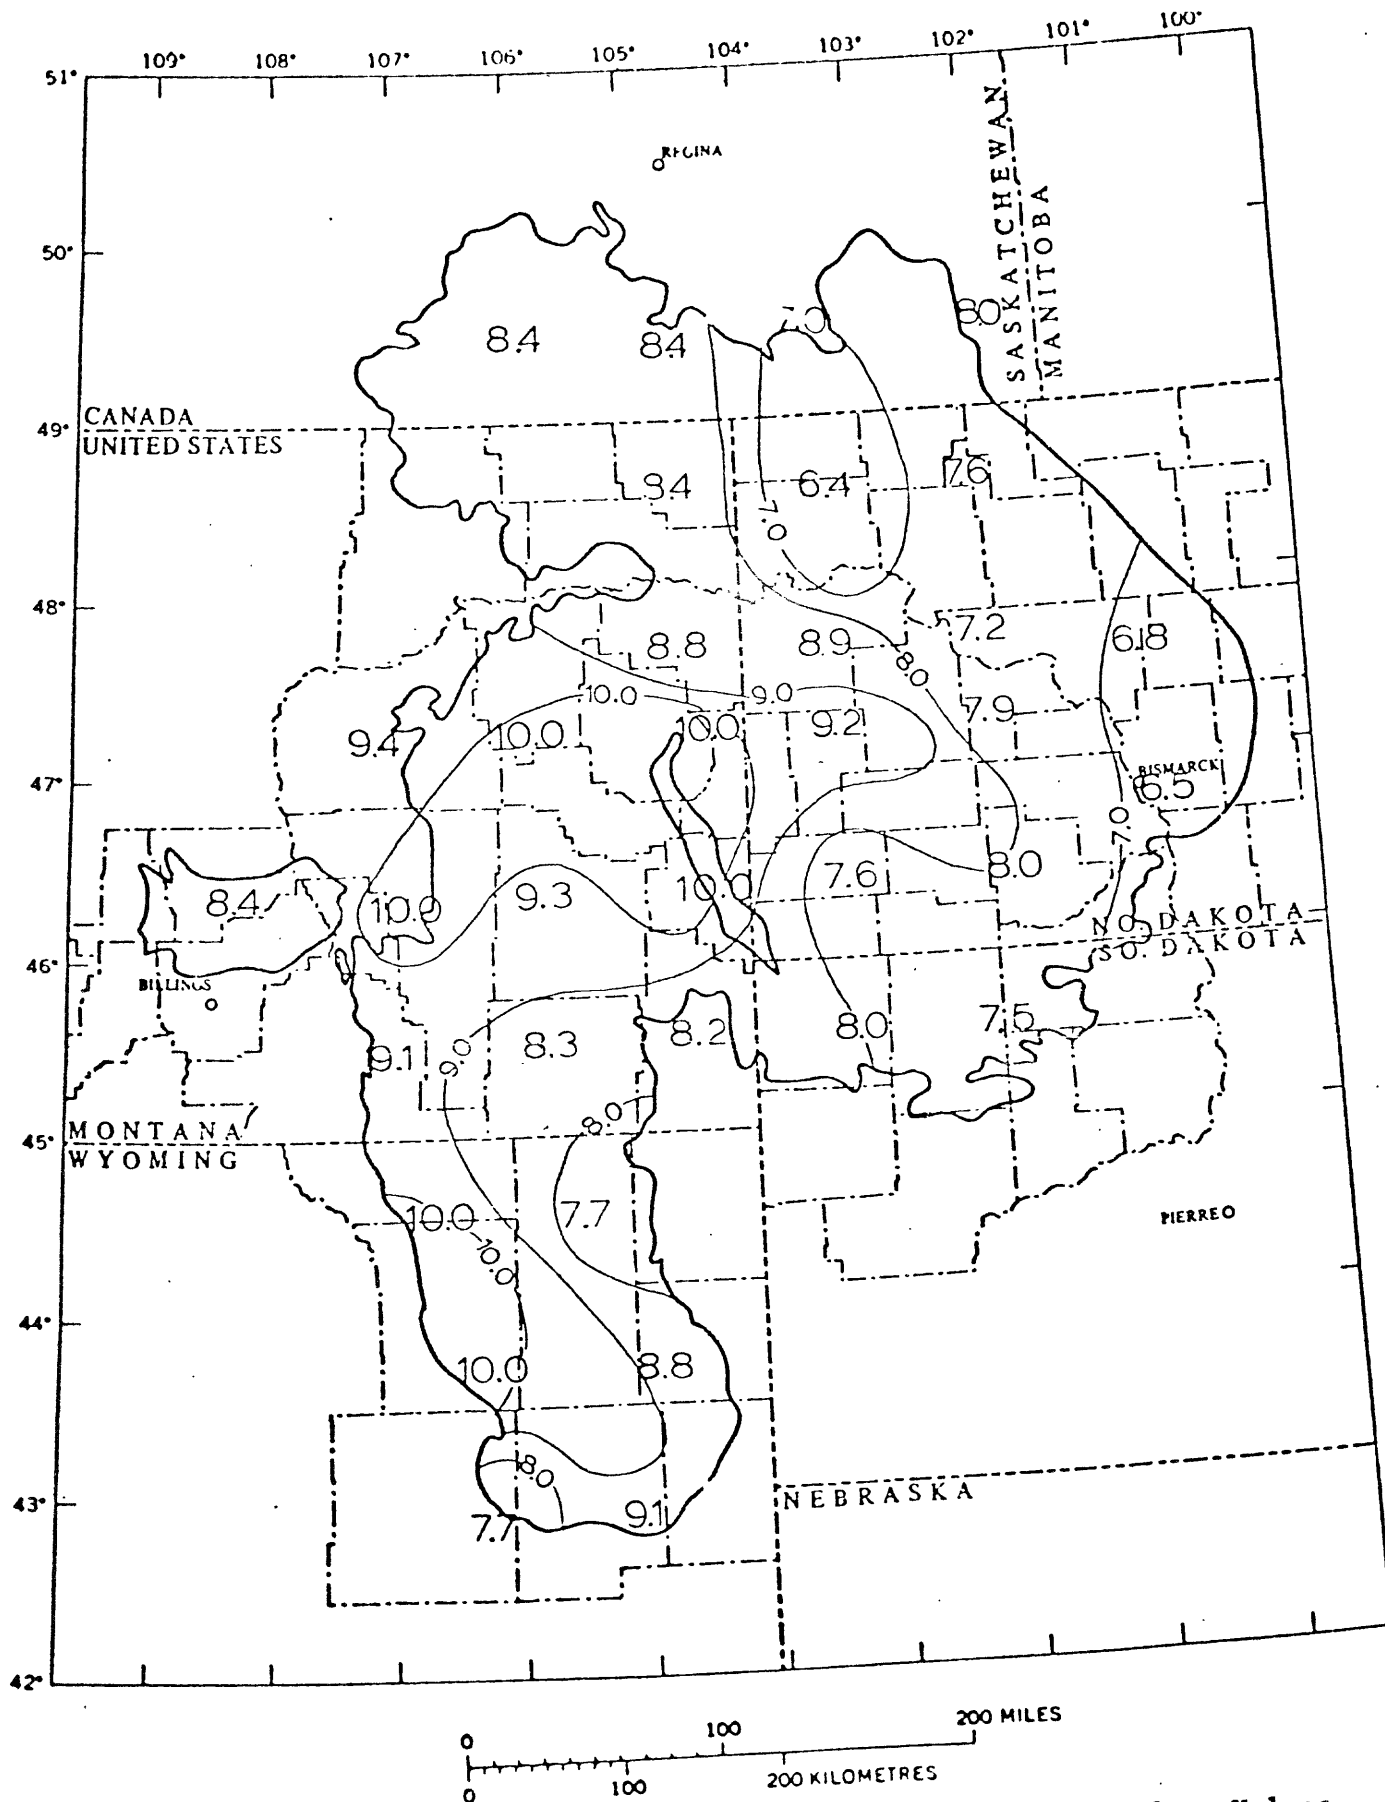 109° 108° 107° 106° 105° 104° 103° 102° 101° 100°
51°
REGINA
SASKATCHEWAN
MANITOBA
50°
7.0 8.0
8.4 8.4
CANADA
49°
UNITED STATES
8.4 6.4 7.6
7.0
48°
8.8 8.9 7.2 6.8
8.0
10.0 9.0
9.4 10.0 10.0 9.2 7.9
47°
BISMARCK
6.5
7.0
8.4 10.0 9.3 10.0 7.6 8.0
NO. DAKOTA
SO. DAKOTA
46°
BILLINGS
9.1 9.0 8.3 8.2 8.0 7.5
8.0
MONTANA
45°
WYOMING
10.0 7.7
PIERRE
10.0
44°
10.0 8.8
8.0
43°
NEBRASKA
7.7 9.1
42°
0 100 200 MILES
0 100 200 KILOMETRES